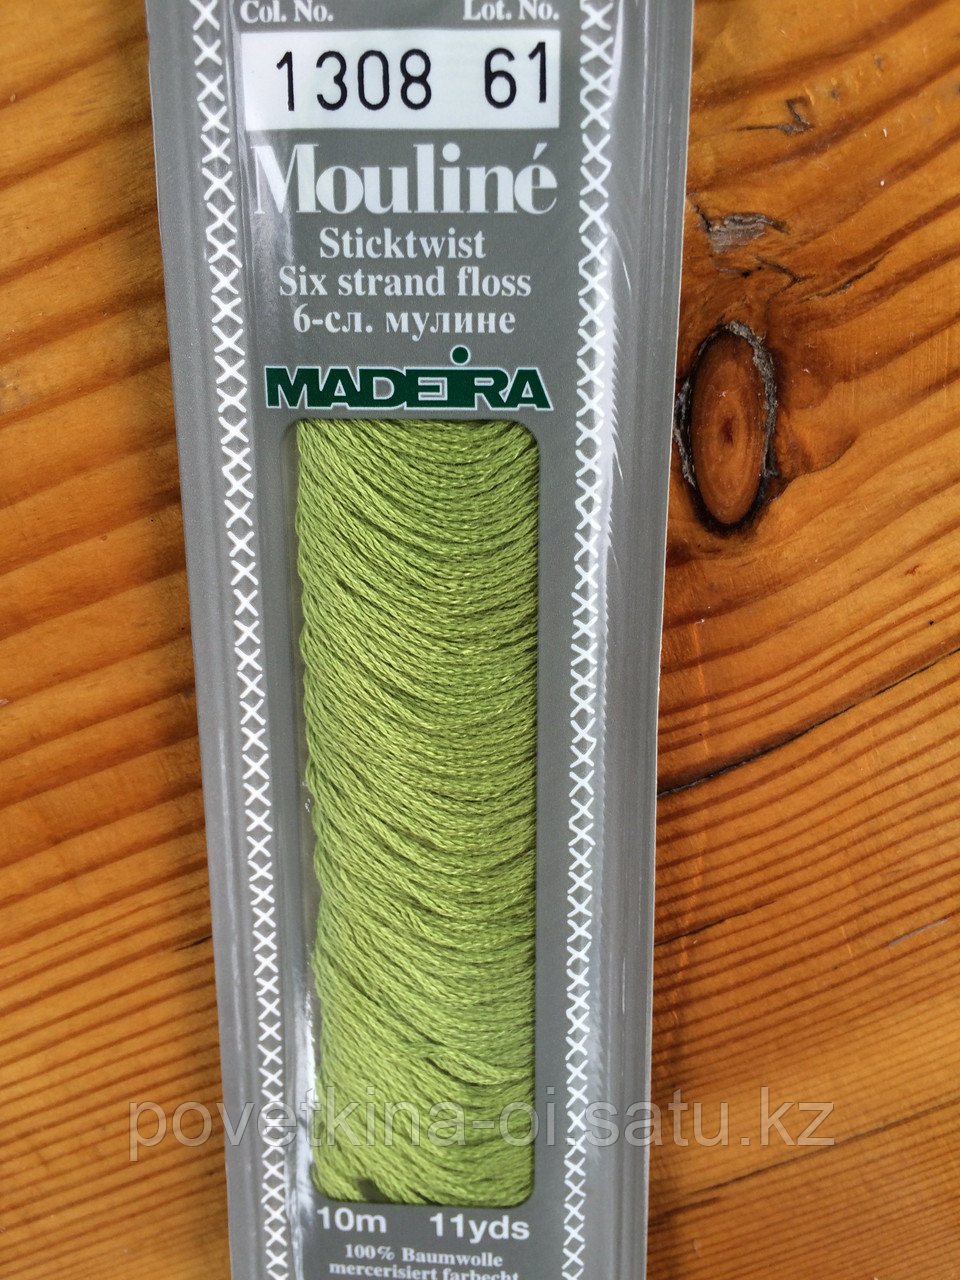 Col. No. Lot. No.
1308 61
Mouliné
Sticktwist
Six strand floss
6-сл. мулине
MADEIRA
povetkina-oi.satu.kz
10m 11yds
100% Baumwolle
mercerisiert farbecht